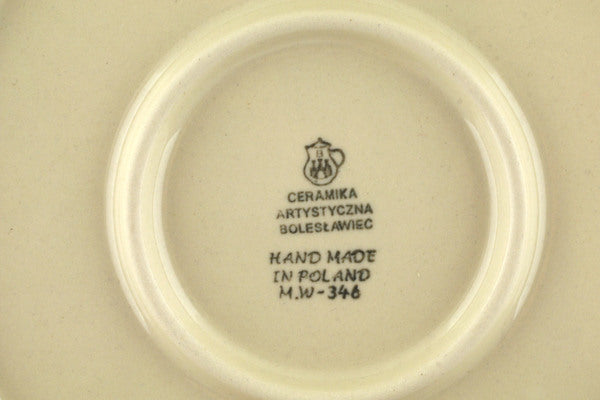 B
CERAMIKA
ARTYSTYCZNA
BOLESŁAWIEC
HAND MADE
IN POLAND
M.W-346